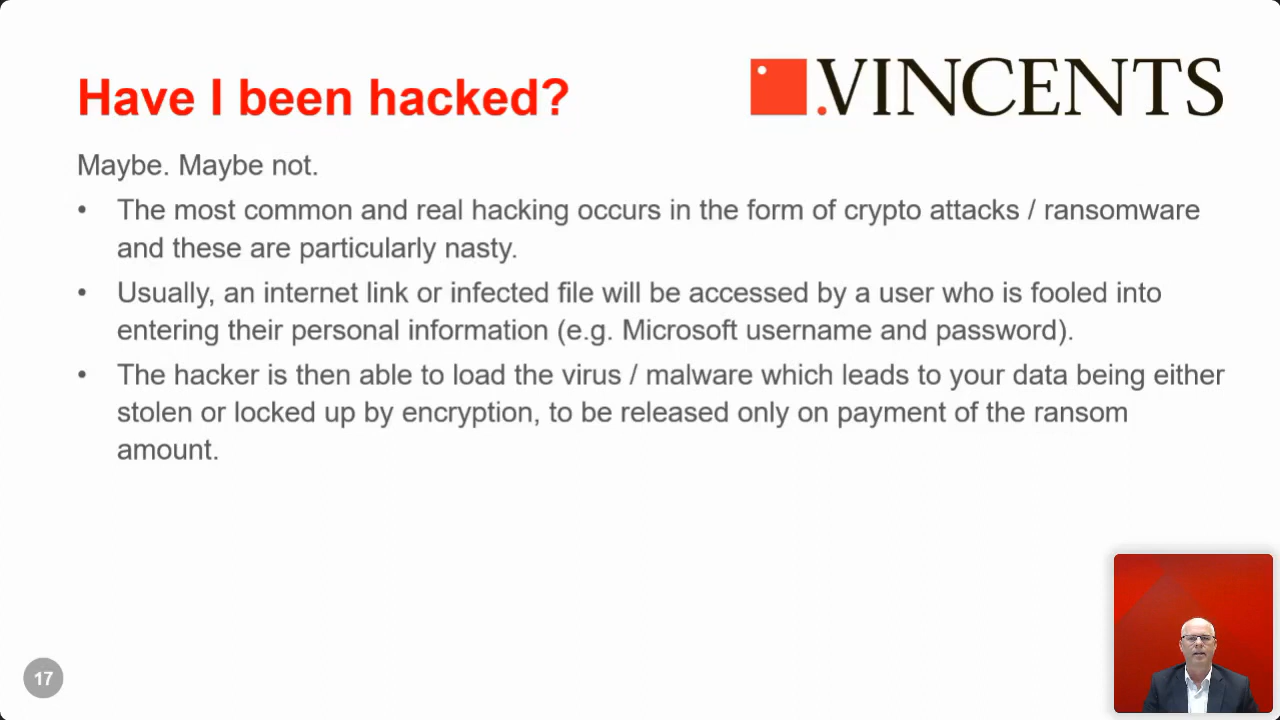 Have I been hacked?
.VINCENTS
Maybe. Maybe not.
• The most common and real hacking occurs in the form of crypto attacks / ransomware
and these are particularly nasty.
• Usually, an internet link or infected file will be accessed by a user who is fooled into
entering their personal information (e.g. Microsoft username and password).
• The hacker is then able to load the virus / malware which leads to your data being either
stolen or locked up by encryption, to be released only on payment of the ransom
amount.
17